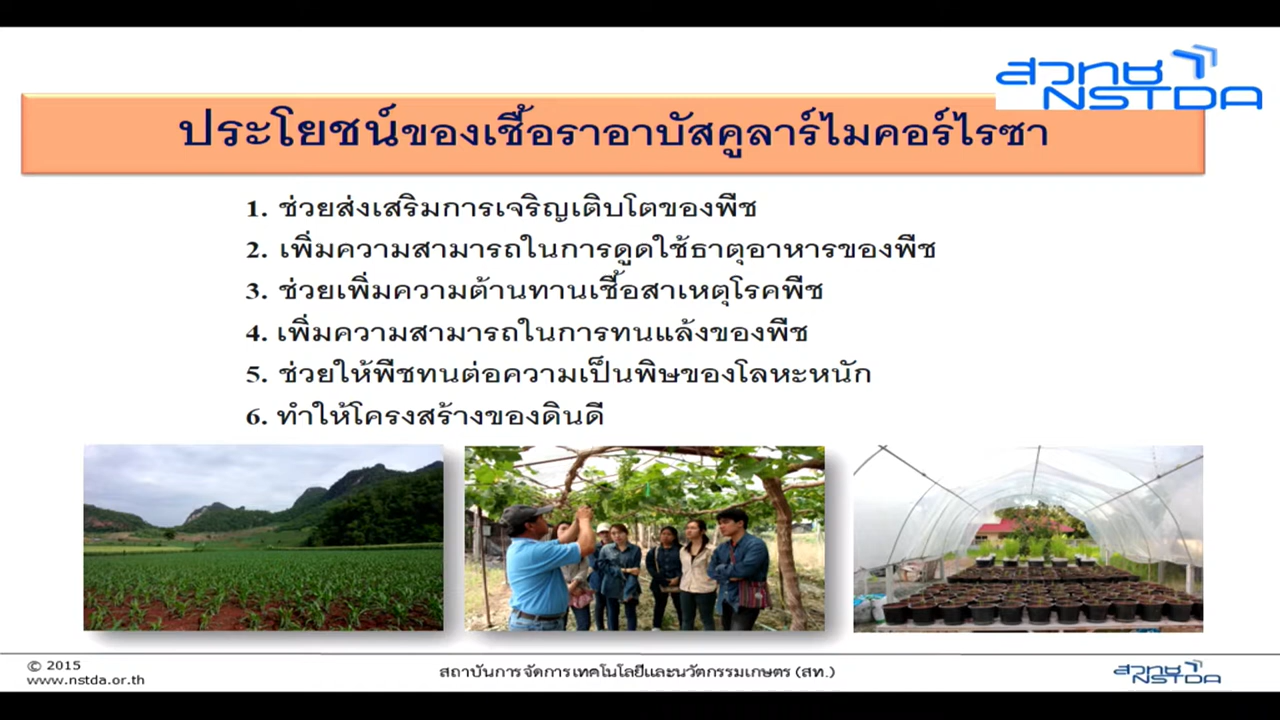 สวทช
NSTDA
ประโยชน์ของเชื้อราอาบัสคูลาร์ไมคอร์ไรซา
1. ช่วยส่งเสริมการเจริญเติบโตของพืช
2. เพิ่มความสามารถในการดูดใช้ธาตุอาหารของพืช
3. ช่วยเพิ่มความต้านทานเชื้อสาเหตุโรคพืช
4. เพิ่มความสามารถในการทนแล้งของพืช
5. ช่วยให้พืชทนต่อความเป็นพิษของโลหะหนัก
6. ทำให้โครงสร้างของดินดี
© 2015
www.nstda.or.th
สถาบันการจัดการเทคโนโลยีและนวัตกรรมเกษตร (สท.)
สวทช
NSTDA